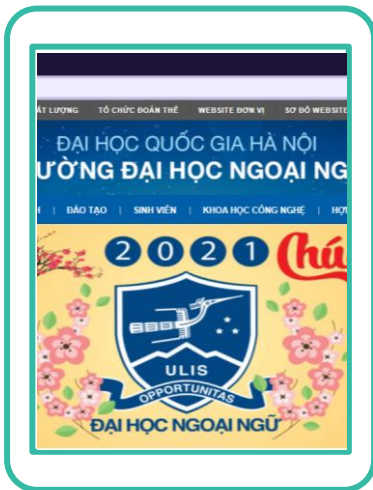 ẤT LƯỢNG TỔ CHỨC ĐOÀN THỂ WEBSITE ĐƠN VỊ SƠ ĐỒ WEBSITE
ĐẠI HỌC QUỐC GIA HÀ NỘI
ƯỜNG ĐẠI HỌC NGOẠI NG
H | ĐÀO TẠO | SINH VIÊN | KHOA HỌC CÔNG NGHỆ | HỢ
2021 Chú
ULIS
OPPORTUNITAS
ĐẠI HỌC NGOẠI NGỮ